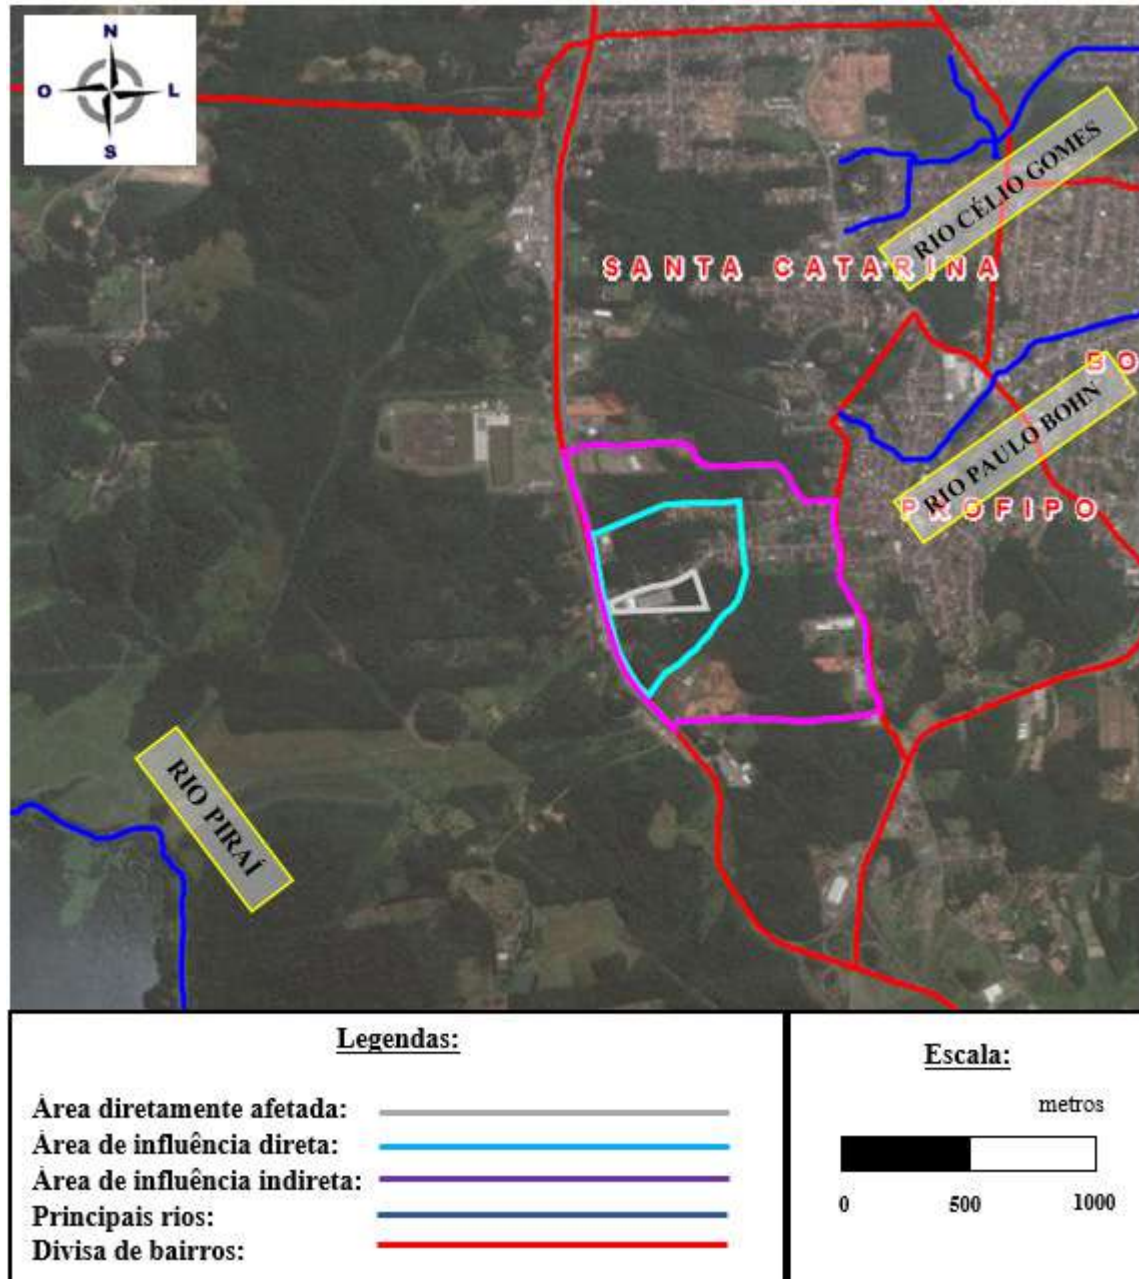 N
O L
S
RIO CÉLIO GOMES
SANTA CATARINA
BO
RIO PAULO BOHN
PROFIPO
RIO PIRAÍ
Legendas:
Área diretamente afetada:
Área de influência direta:
Área de influência indireta:
Principais rios:
Divisa de bairros:
Escala:
metros
0 500 1000